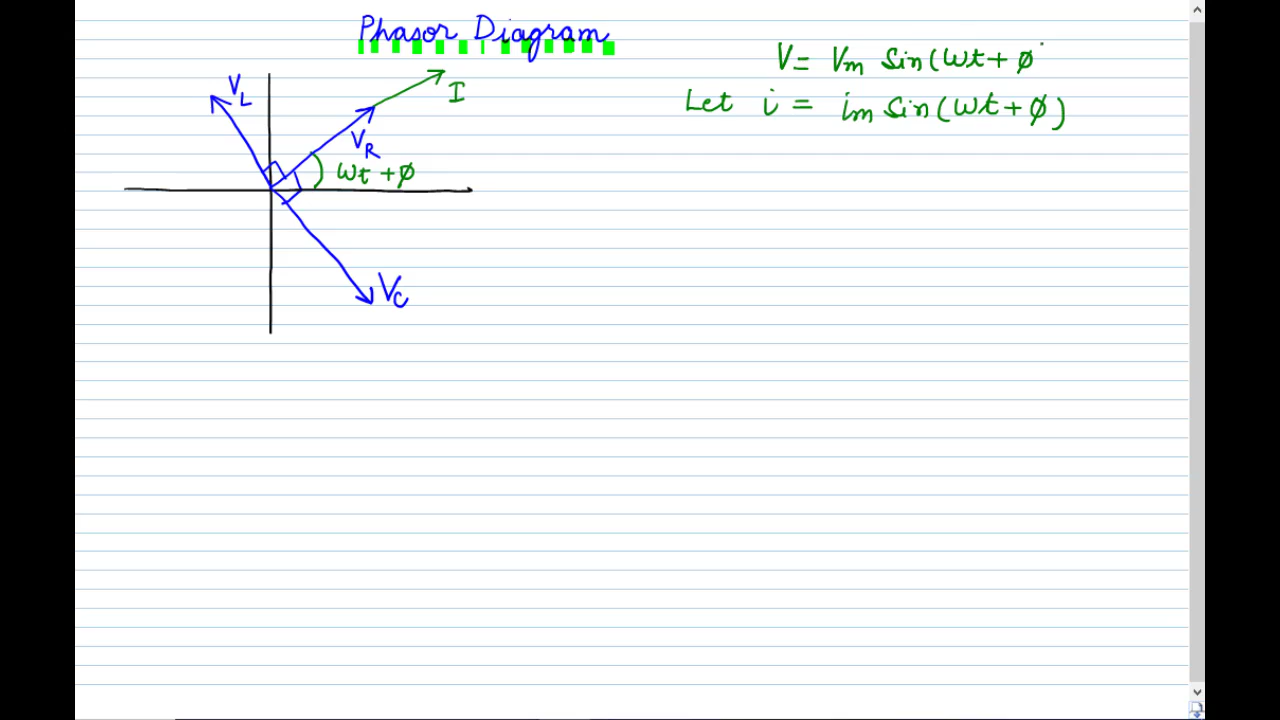 Phasor Diagram
V = Vm Sin(ωt + ϕ
Let i = im Sin(ωt + ϕ)
VL
I
VR
ωt + ϕ
VC